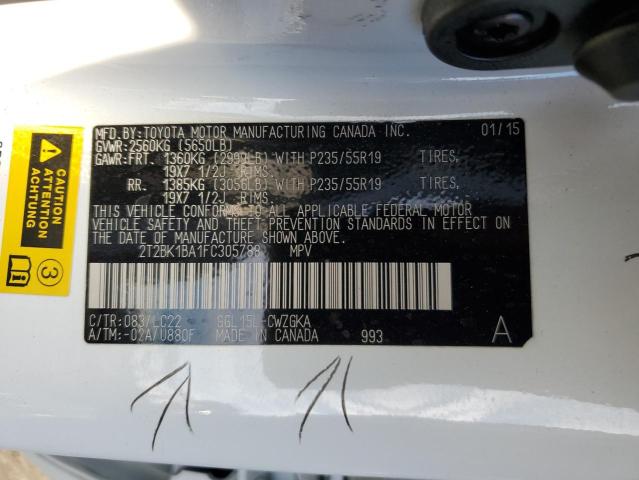 MFD.BY:TOYOTA MOTOR MANUFACTURING CANADA INC. 01/15
GVWR:2560KG (5650LB)
GAWR:FRT. 1360KG (2999LB) WITH P235/55R19 TIRES,
19X7 1/2J RIMS,
RR. 1385KG (3056LB) WITH P235/55R19 TIRES,
19X7 1/2J RIMS,
THIS VEHICLE CONFORMS TO ALL APPLICABLE FEDERAL MOTOR
VEHICLE SAFETY AND THEFT PREVENTION STANDARDS IN EFFECT ON
THE DATE OF MANUFACTURE SHOWN ABOVE.
MPV
C/TR:083/LC22 GGL15L-CWZGKA
A/TM:-02A/U880F MADE IN CANADA 993 A
CAUTION
ATTENTION
ACHTUNG
3